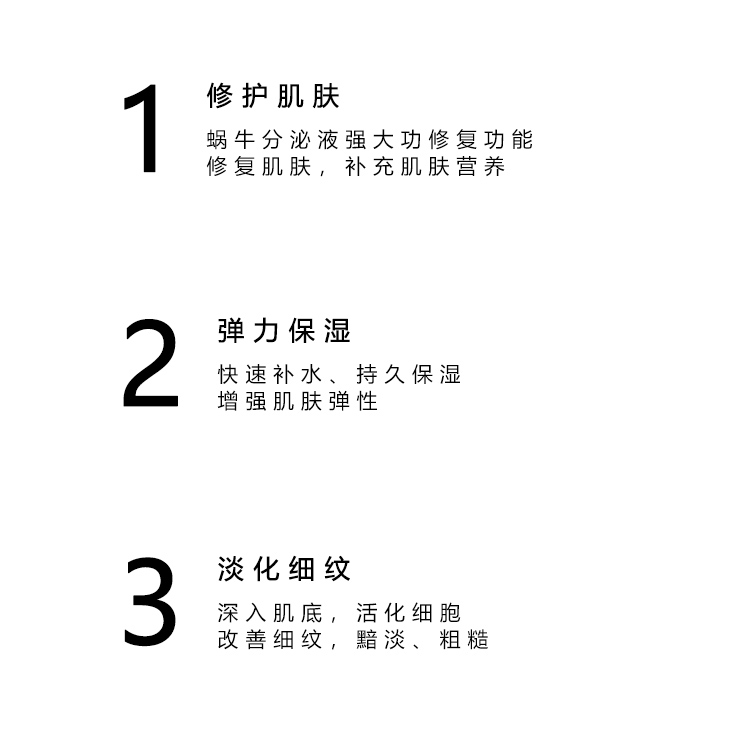 1
修护肌肤
蜗牛分泌液强大功修复功能
修复肌肤，补充肌肤营养
2
弹力保湿
快速补水、持久保湿
增强肌肤弹性
3
淡化细纹
深入肌底，活化细胞
改善细纹，黯淡、粗糙